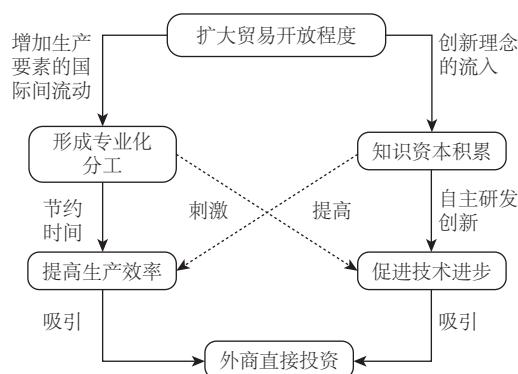 扩大贸易开放程度
增加生产
要素的国
际间流动
创新理念
的流入
形成专业化
分工
知识资本积累
节约
时间
刺激
提高
自主研发
创新
提高生产效率
促进技术进步
吸引
吸引
外商直接投资